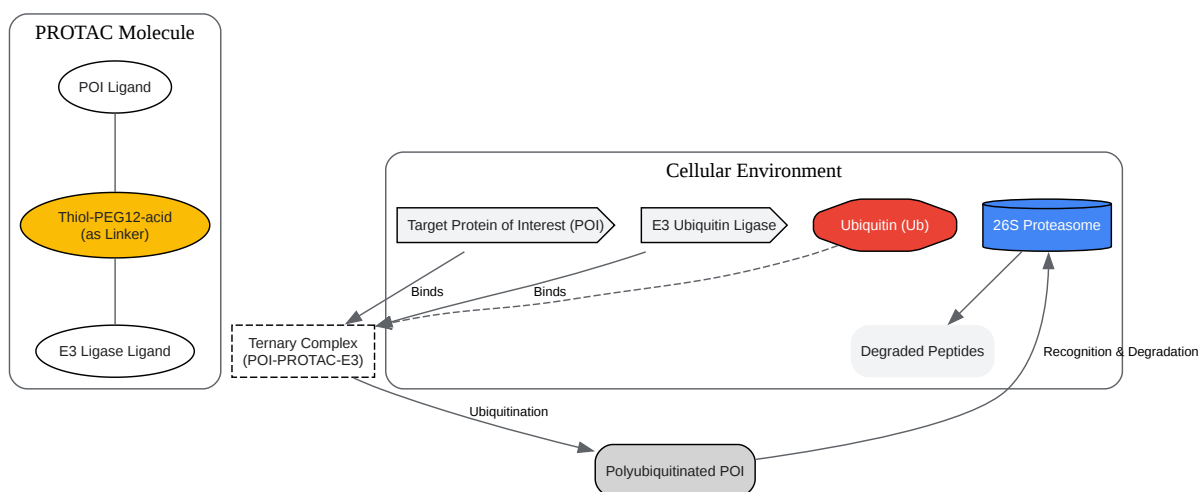 PROTAC Molecule
POI Ligand
Thiol-PEG12-acid
(as Linker)
E3 Ligase Ligand
Cellular Environment
Target Protein of Interest (POI)
E3 Ubiquitin Ligase
Ubiquitin (Ub)
26S Proteasome
Binds
Binds
Ternary Complex
(POI-PROTAC-E3)
Degraded Peptides
Recognition & Degradation
Ubiquitination
Polyubiquitinated POI